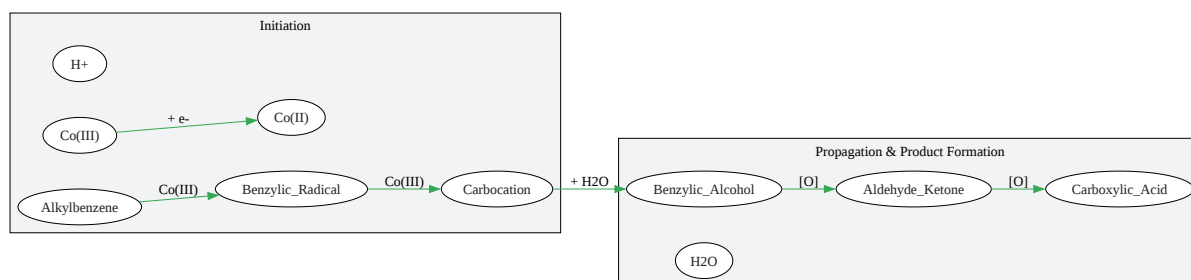 Initiation
H+
Co(III)
+ e-
Co(II)
Alkylbenzene
Co(III)
Benzylic_Radical
Co(III)
Carbocation
+ H2O
Propagation & Product Formation
Benzylic_Alcohol
[O]
Aldehyde_Ketone
[O]
Carboxylic_Acid
H2O